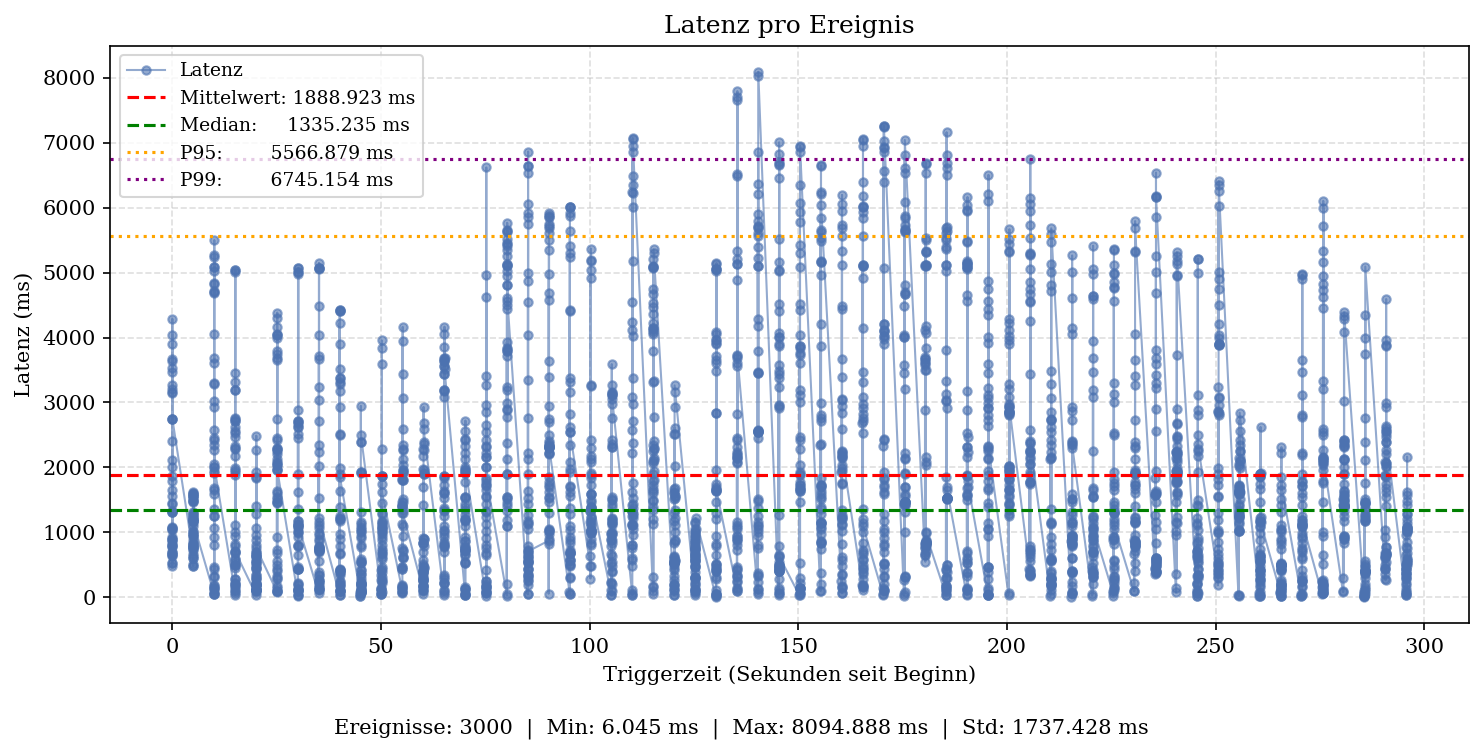 Latenz pro Ereignis
Latenz
Mittelwert: 1888.923 ms
Median: 1335.235 ms
P95: 5566.879 ms
P99: 6745.154 ms
Latenz (ms)
8000
7000
6000
5000
4000
3000
2000
1000
0
0 50 100 150 200 250 300
Triggerzeit (Sekunden seit Beginn)
Ereignisse: 3000 | Min: 6.045 ms | Max: 8094.888 ms | Std: 1737.428 ms